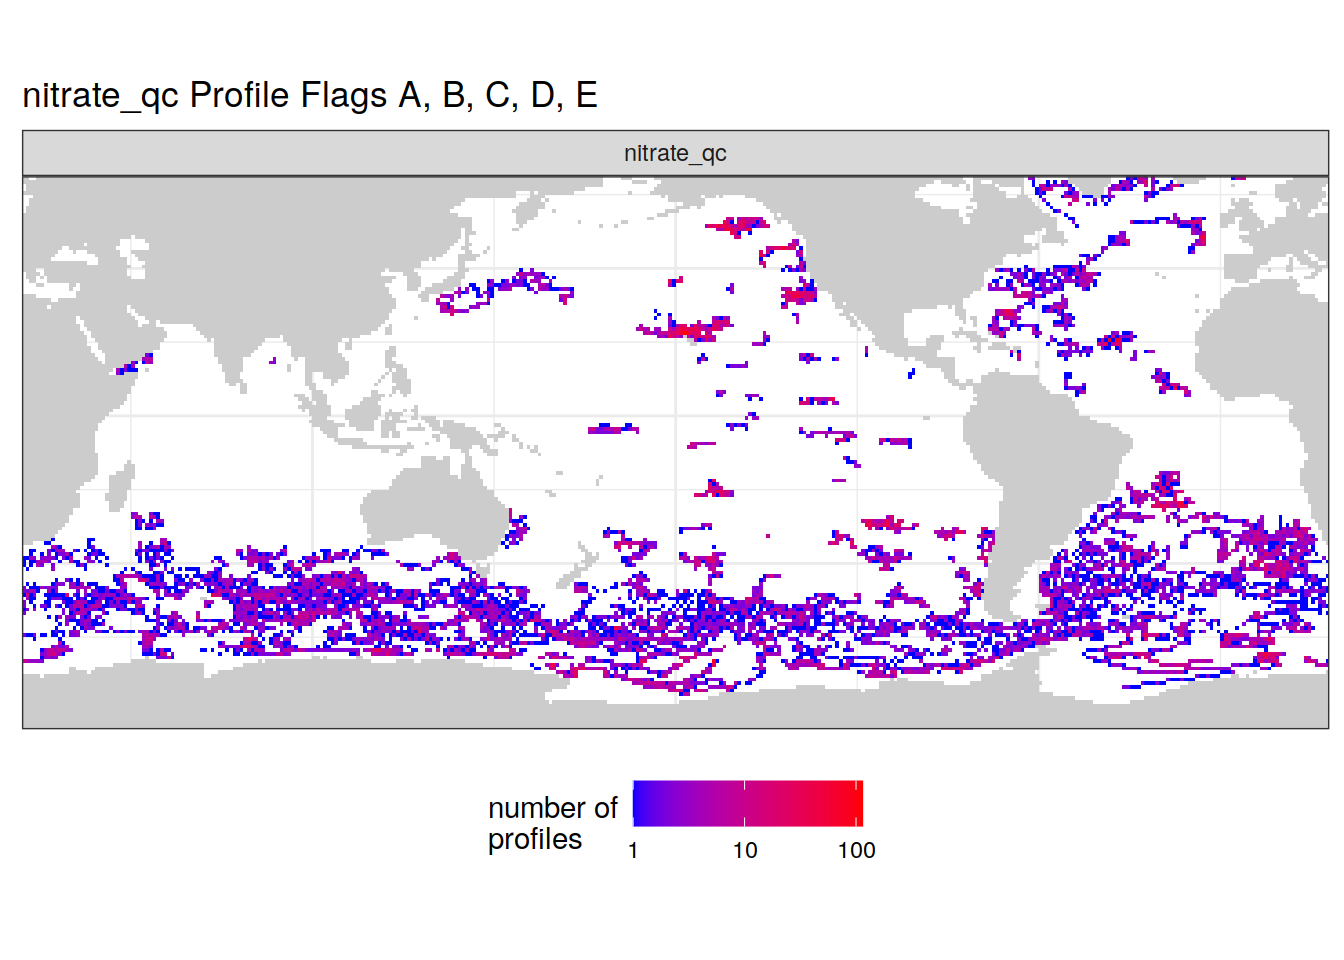 nitrate_qc Profile Flags A, B, C, D, E
nitrate_qc
number of
profiles
1 10 100